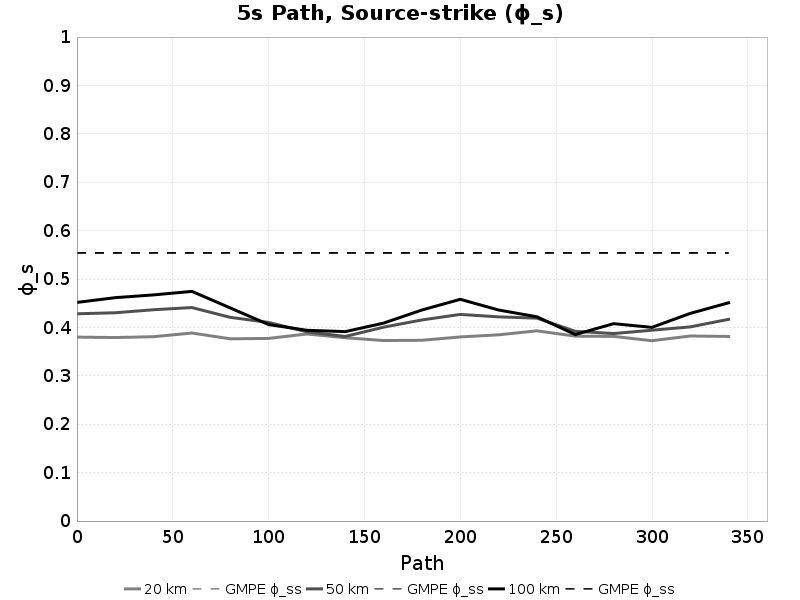 5s Path, Source-strike (ϕ_s)
1
0.9
0.8
0.7
0.6
0.5
0.4
0.3
0.2
0.1
0
ϕ_s
0 50 100 150 200 250 300 350
Path
20 km GMPE ϕ_ss 50 km GMPE ϕ_ss 100 km GMPE ϕ_ss